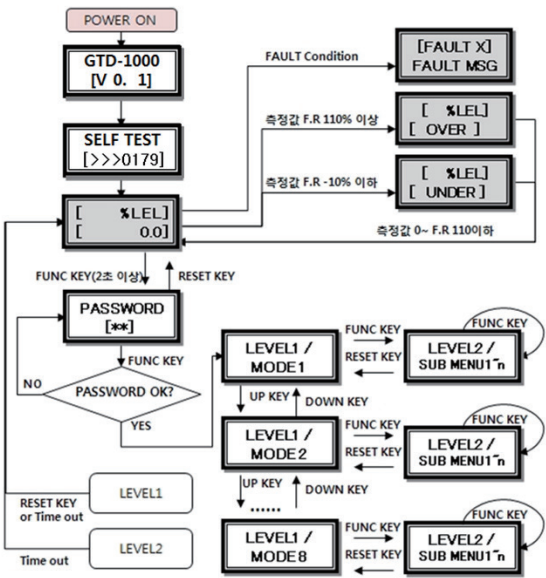 POWER ON
GTD-1000
[V 0. 1]
SELF TEST
[>>>0179]
[ %LEL]
[ 0.0]
FAULT Condition
[FAULT X]
FAULT MSG
측정값 F.R 110% 이상
[ %LEL]
[ OVER ]
측정값 F.R -10% 이하
[ %LEL]
[ UNDER ]
측정값 0~ F.R 110이하
FUNC KEY(2초 이상)
RESET KEY
PASSWORD
[**]
FUNC KEY
NO
PASSWORD OK?
YES
LEVEL1 /
MODE1
FUNC KEY
RESET KEY
FUNC KEY
LEVEL2 /
SUB MENU1~n
UP KEY
DOWN KEY
LEVEL1 /
MODE2
FUNC KEY
RESET KEY
FUNC KEY
LEVEL2 /
SUB MENU1~n
UP KEY
DOWN KEY
......
LEVEL1 /
MODE8
FUNC KEY
RESET KEY
FUNC KEY
LEVEL2 /
SUB MENU1~n
LEVEL1
RESET KEY
or Time out
LEVEL2
Time out